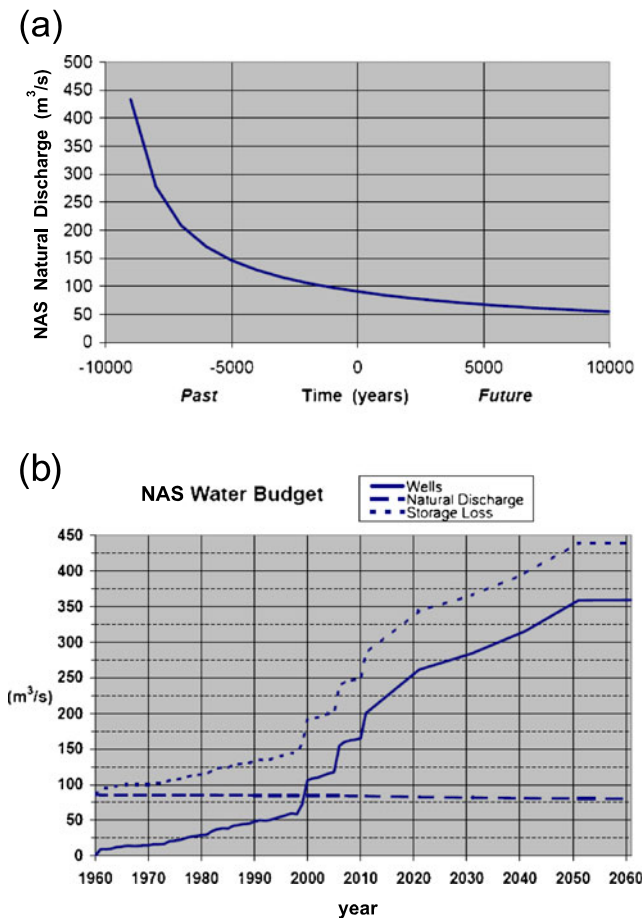 (a)
NAS Natural Discharge (m³/s)
500
450
400
350
300
250
200
150
100
50
0
-10000 -5000 0 5000 10000
Past Time (years) Future
(b)
NAS Water Budget
Wells
Natural Discharge
Storage Loss
450
400
350
300
250
(m³/s)
200
150
100
50
0
1960 1970 1980 1990 2000 2010 2020 2030 2040 2050 2060
year